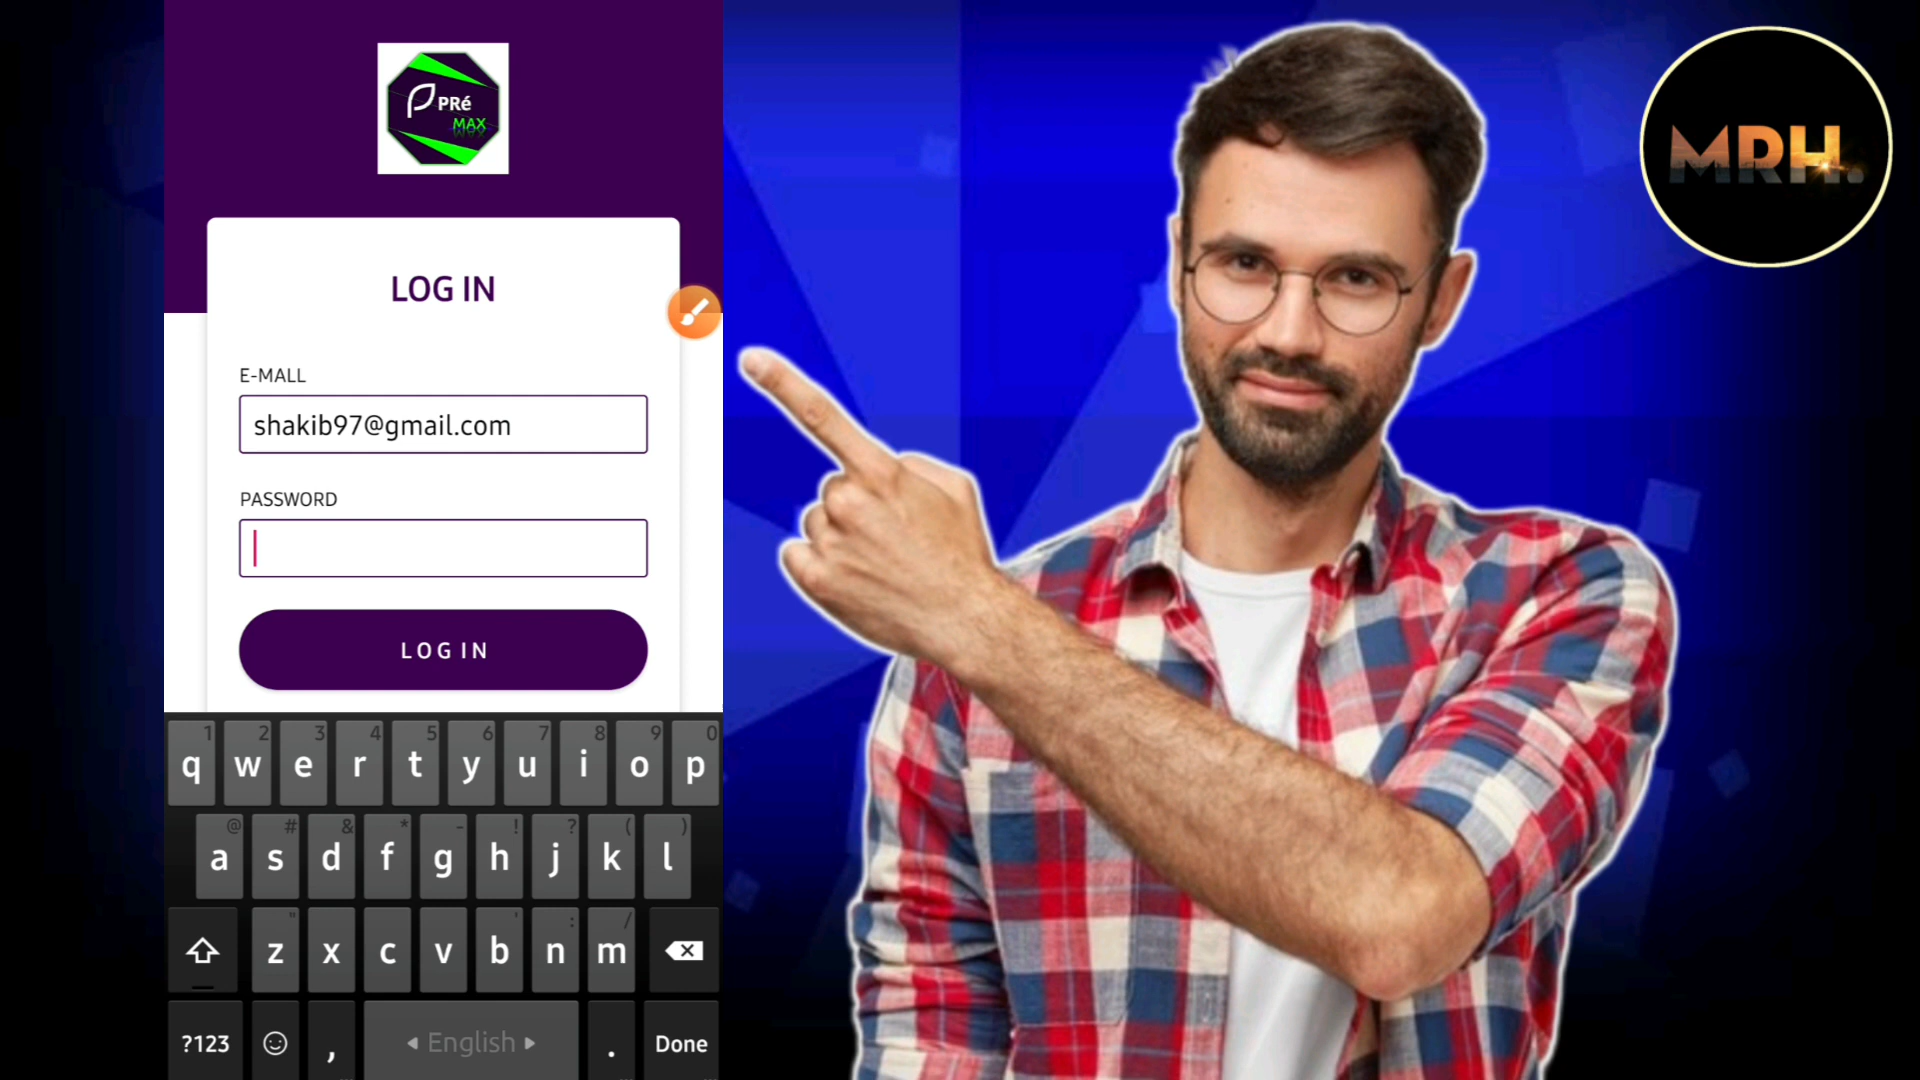 PRé
MAX
LOG IN
E-MALL
shakib97@gmail.com
PASSWORD
LOG IN
1 2 3 4 5 6 7 8 9 0
q w e r t y u i o p
@ # & * - ! ? ( )
a s d f g h j k l
" ' : /
z x c v b n m
?123 , English . Done
MRH.